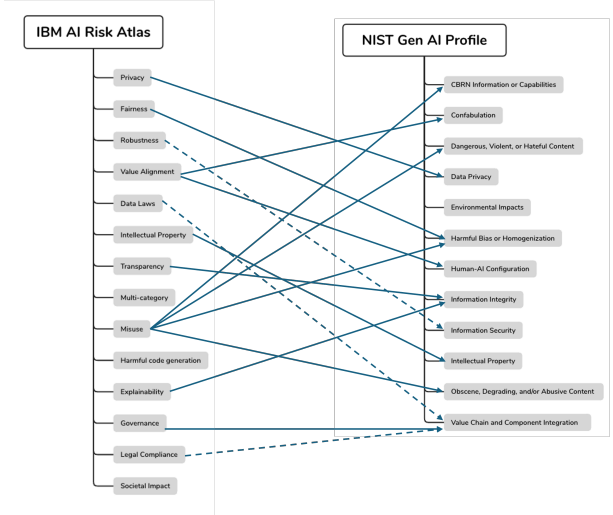 IBM AI Risk Atlas
Privacy
Fairness
Robustness
Value Alignment
Data Laws
Intellectual Property
Transparency
Multi-category
Misuse
Harmful code generation
Explainability
Governance
Legal Compliance
Societal Impact
NIST Gen AI Profile
CBRN Information or Capabilities
Confabulation
Dangerous, Violent, or Hateful Content
Data Privacy
Environmental Impacts
Harmful Bias or Homogenization
Human-AI Configuration
Information Integrity
Information Security
Intellectual Property
Obscene, Degrading, and/or Abusive Content
Value Chain and Component Integration